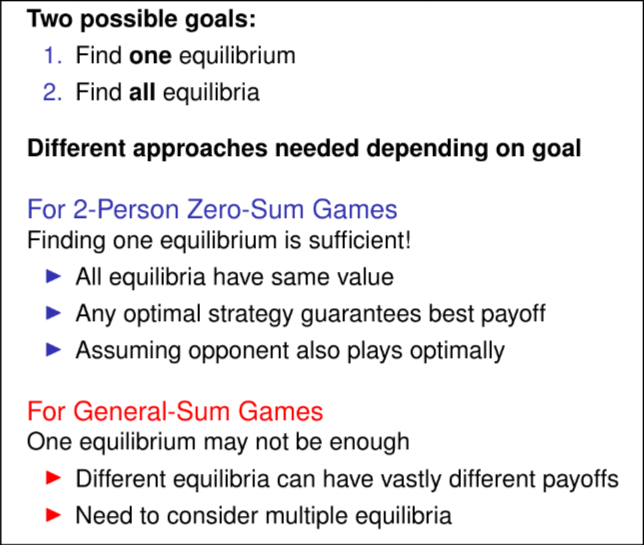 Two possible goals:
1. Find one equilibrium
2. Find all equilibria
Different approaches needed depending on goal
For 2-Person Zero-Sum Games
Finding one equilibrium is sufficient!
▶ All equilibria have same value
▶ Any optimal strategy guarantees best payoff
▶ Assuming opponent also plays optimally
For General-Sum Games
One equilibrium may not be enough
▶ Different equilibria can have vastly different payoffs
▶ Need to consider multiple equilibria